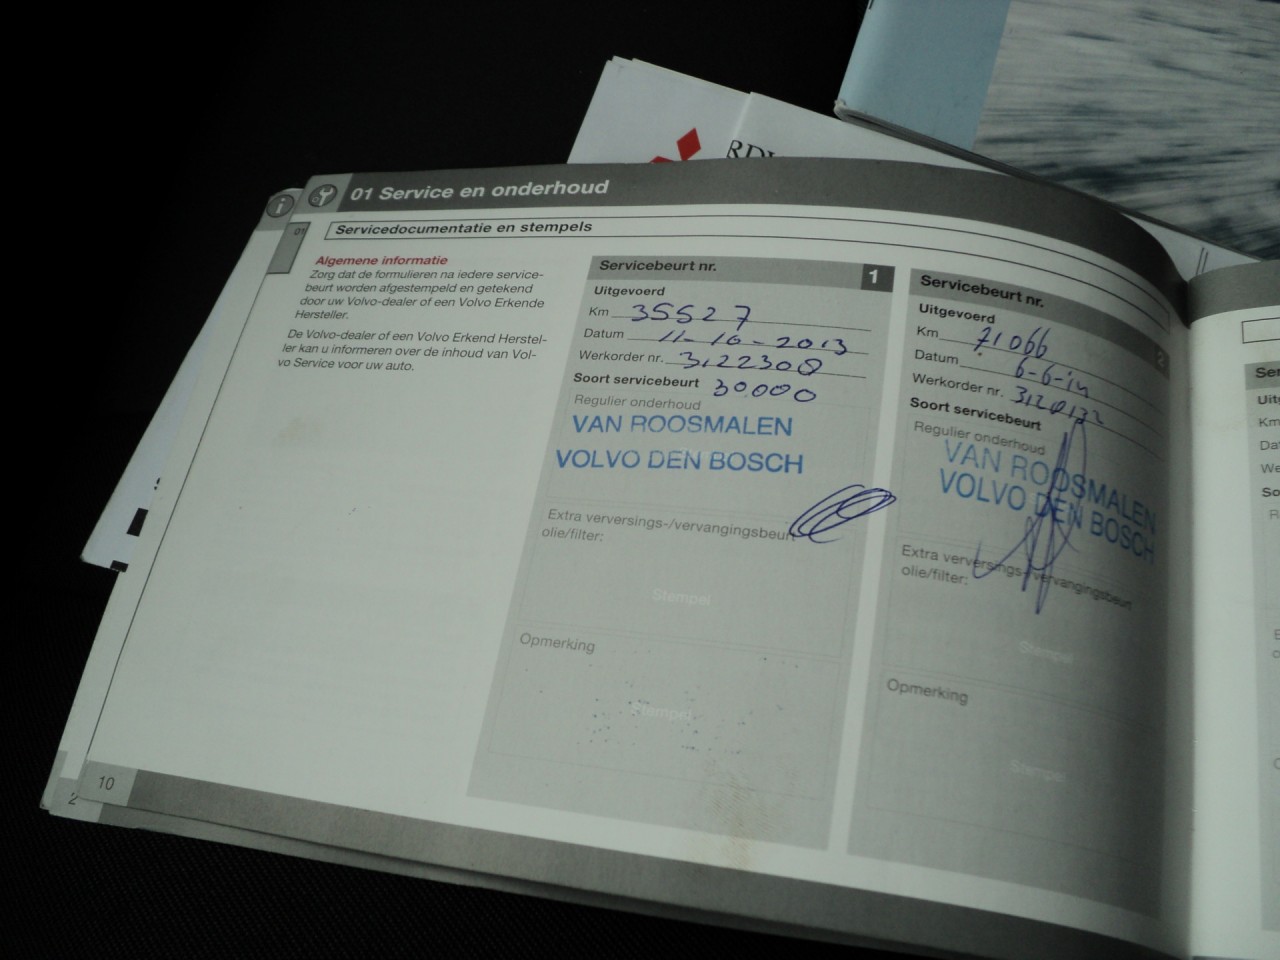 01 Service en onderhoud
01
Servicedocumentatie en stempels
Algemene informatie
Zorg dat de formulieren na iedere service-
beurt worden afgestempeld en getekend
door uw Volvo-dealer of een Volvo Erkende
Hersteller.
De Volvo-dealer of een Volvo Erkend Herstel-
ler kan u informeren over de inhoud van Vol-
vo Service voor uw auto.
Servicebeurt nr. 1
Uitgevoerd
Km 35527
Datum 11-10-2013
Werkorder nr. 3122308
Soort servicebeurt 30.000
Regulier onderhoud
VAN ROOSMALEN
VOLVO DEN BOSCH
Extra verversings-/vervangingsbeurt
olie/filter:
Stempel
Opmerking
Stempel
Servicebeurt nr. 2
Uitgevoerd
Km 71066
Datum 6-6-14
Werkorder nr.
Soort servicebeurt
Regulier onderhoud
VAN ROOSMALEN
VOLVO DEN BOSCH
Extra verversings-/vervangingsbeurt
olie/filter:
Stempel
Opmerking
Stempel
10
2